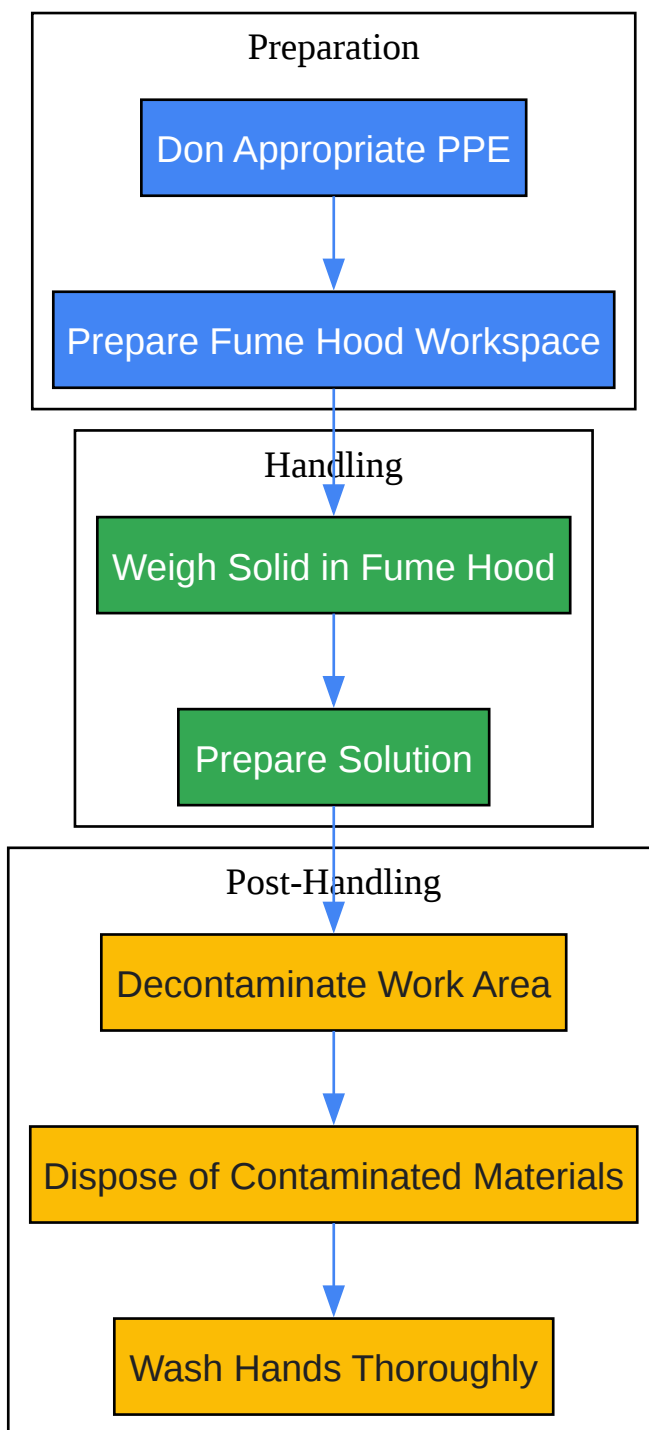 Preparation
Don Appropriate PPE
Prepare Fume Hood Workspace
Handling
Weigh Solid in Fume Hood
Prepare Solution
Post-Handling
Decontaminate Work Area
Dispose of Contaminated Materials
Wash Hands Thoroughly